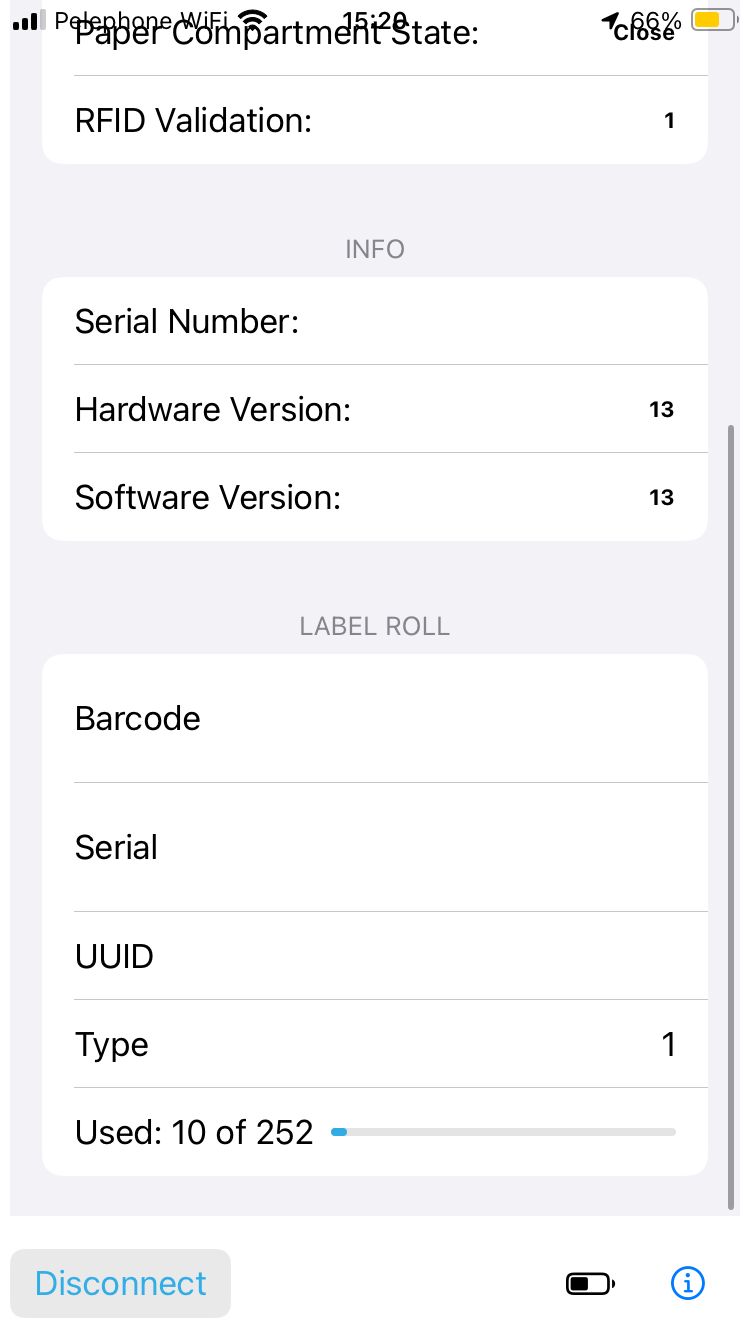 Pelephone WiFi 15:20 66%
Paper Compartment State: Close
RFID Validation: 1
INFO
Serial Number:
Hardware Version: 13
Software Version: 13
LABEL ROLL
Barcode
Serial
UUID
Type 1
Used: 10 of 252
Disconnect